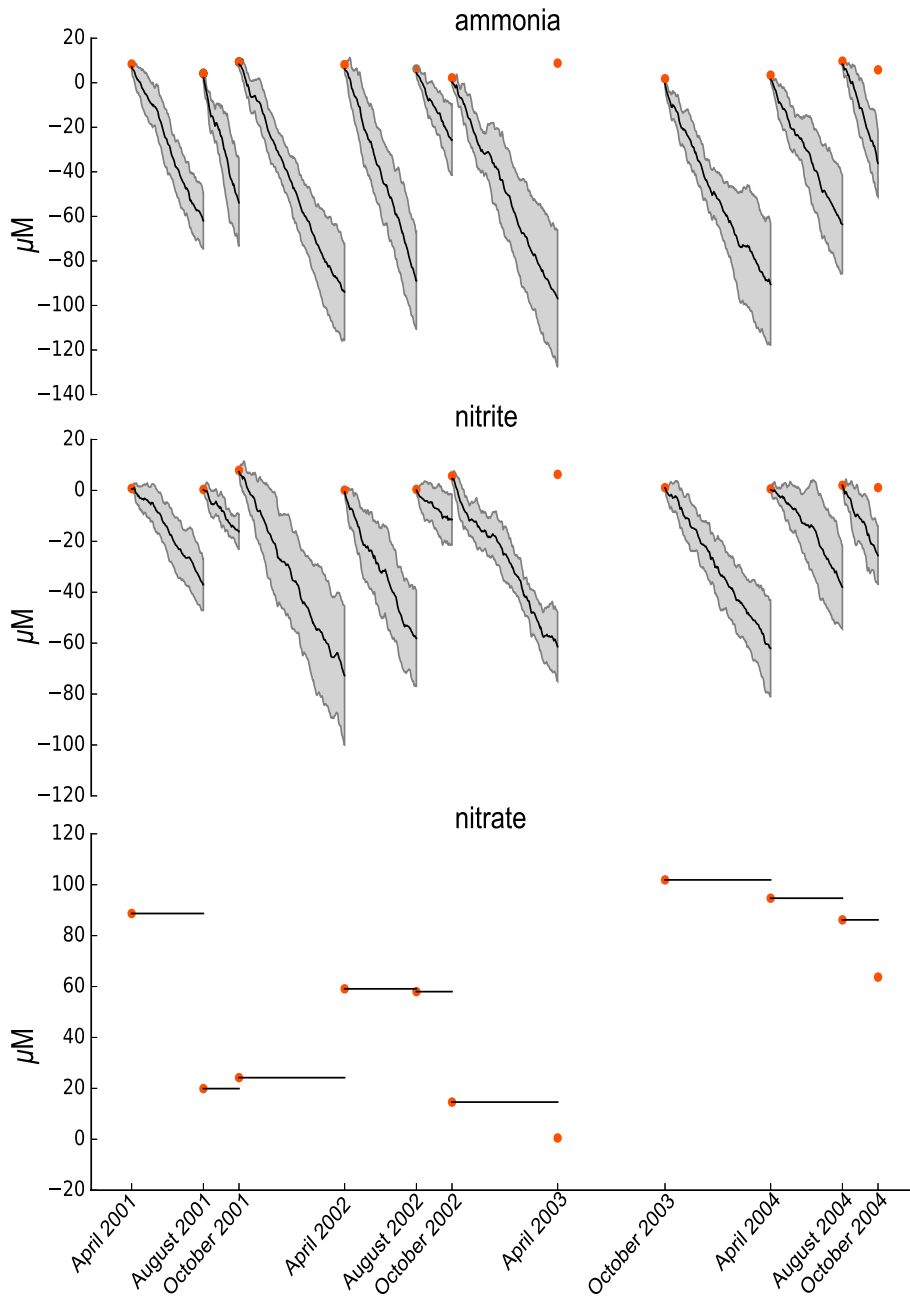 ammonia
20
0
−20
−40
−60
−80
−100
−120
−140
µM
nitrite
20
0
−20
−40
−60
−80
−100
−120
µM
nitrate
120
100
80
60
40
20
0
−20
µM
April 2001
August 2001
October 2001
April 2002
August 2002
October 2002
April 2003
October 2003
April 2004
August 2004
October 2004